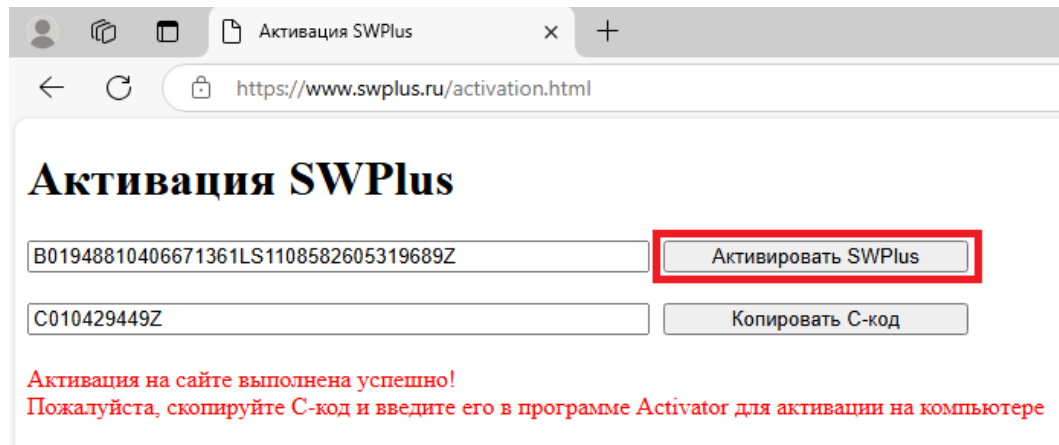 Активация SWPlus
https://www.swplus.ru/activation.html
Активация SWPlus
B01948810406671361LS1108582605319689Z Активировать SWPlus
C010429449Z Копировать С-код
Активация на сайте выполнена успешно!
Пожалуйста, скопируйте С-код и введите его в программе Activator для активации на компьютере